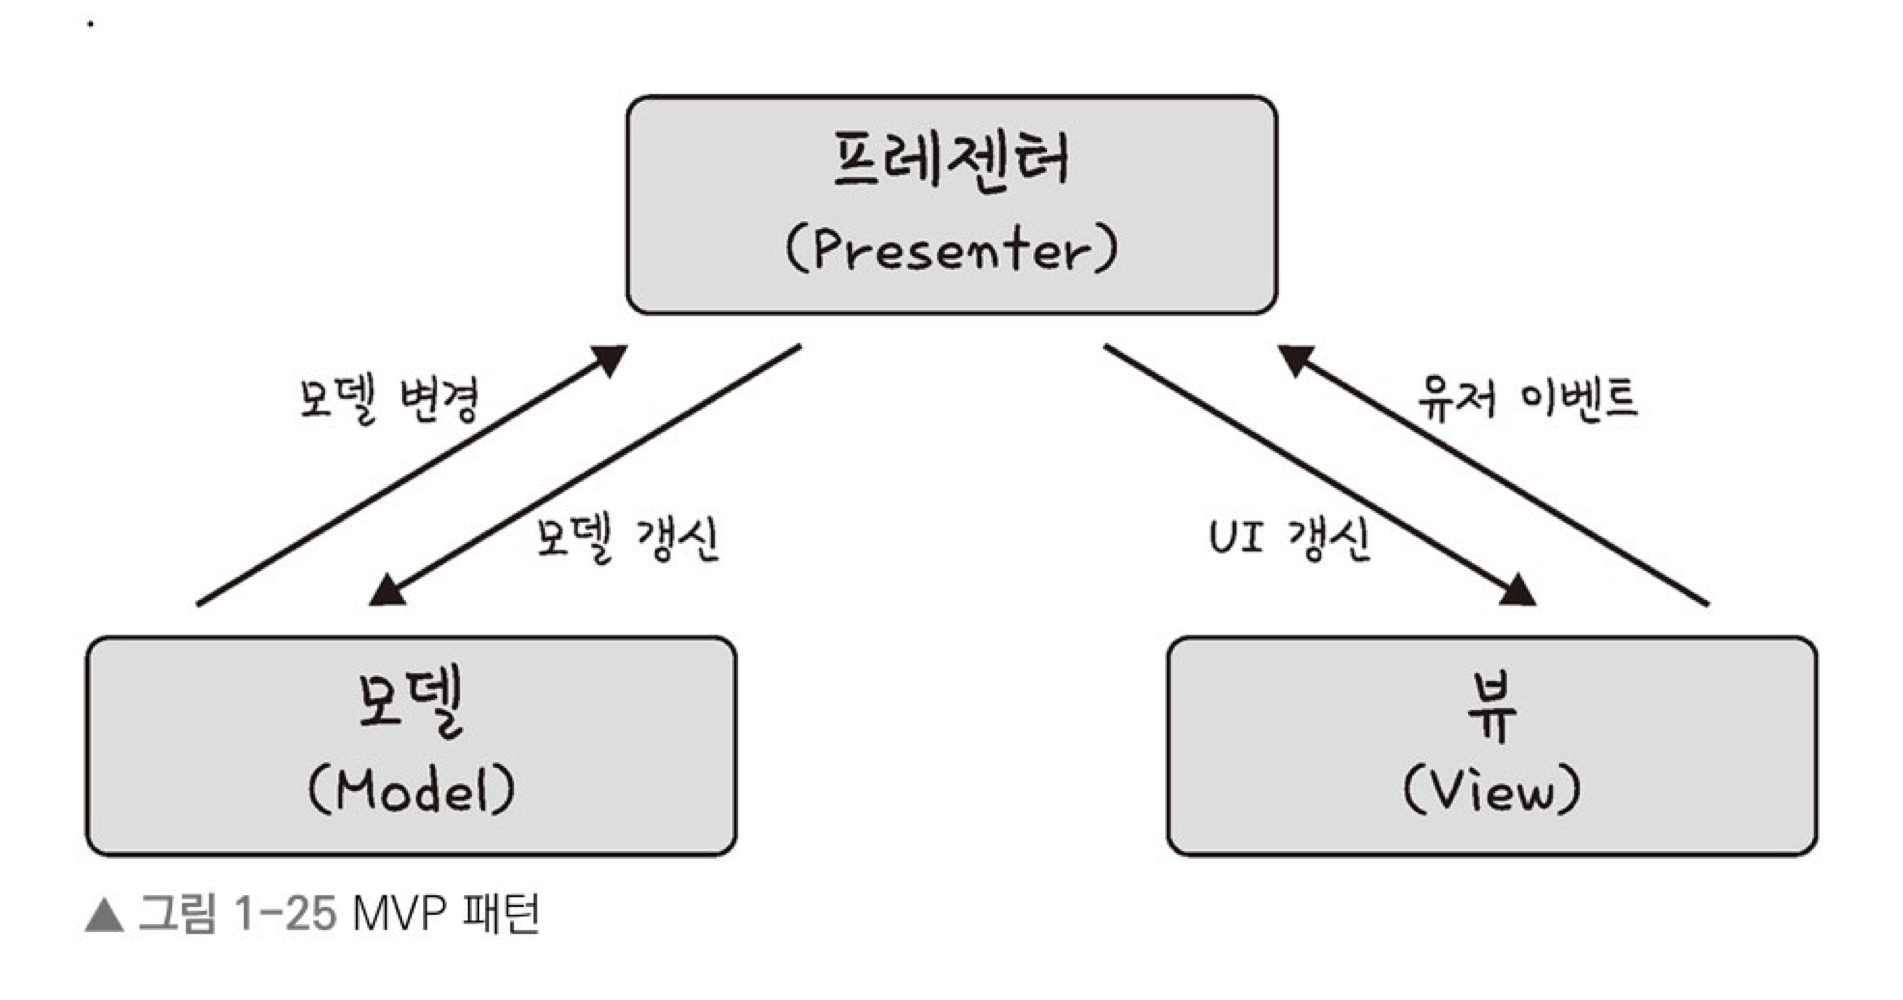 프레젠터
(Presenter)
모델 변경
유저 이벤트
모델 갱신
UI 갱신
모델
(Model)
뷰
(View)
▲ 그림 1-25 MVP 패턴